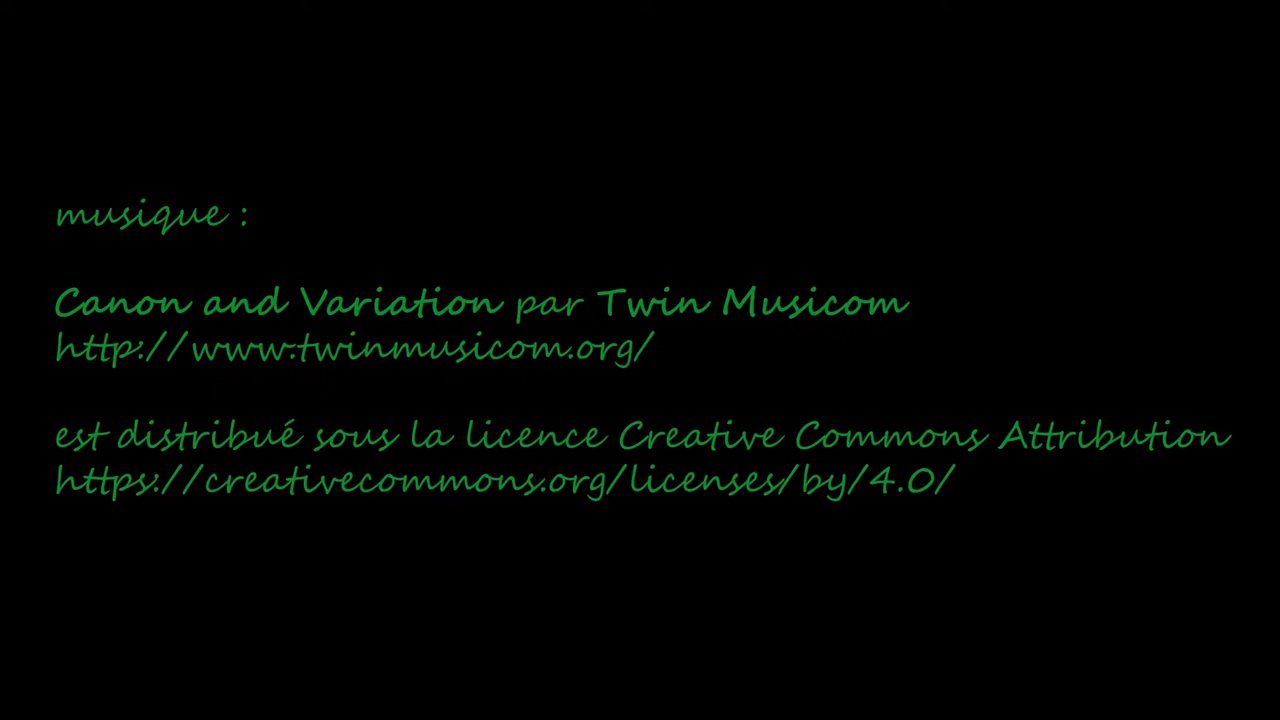 musique :
Canon and Variation par Twin Musicom
http://www.twinmusicom.org/
est distribué sous la licence Creative Commons Attribution
https://creativecommons.org/licenses/by/4.0/